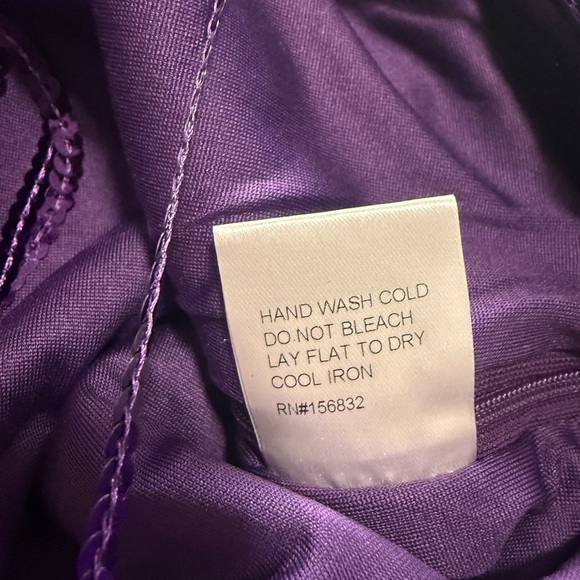 HAND WASH COLD
DO NOT BLEACH
LAY FLAT TO DRY
COOL IRON
RN#156832